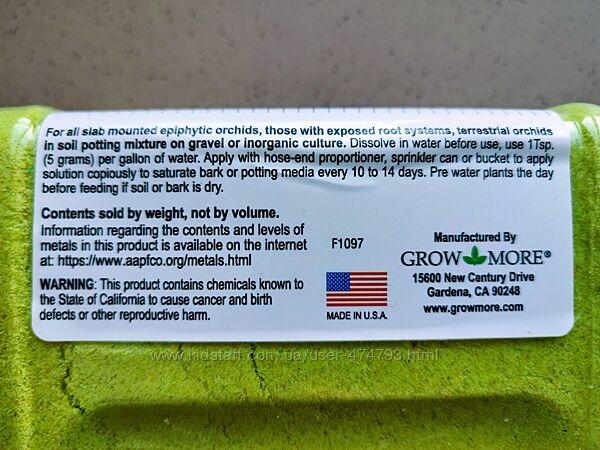 For all slab mounted epiphytic orchids, those with exposed root systems, terrestrial orchids
in soil potting mixture on gravel or inorganic culture. Dissolve in water before use, use 1Tsp.
(5 grams) per gallon of water. Apply with hose-end proportioner, sprinkler can or bucket to apply
solution copiously to saturate bark or potting media every 10 to 14 days. Pre water plants the day
before feeding if soil or bark is dry.
Contents sold by weight, not by volume.
Information regarding the contents and levels of
metals in this product is available on the internet
at: https://www.aapfco.org/metals.html
WARNING: This product contains chemicals known to
the State of California to cause cancer and birth
defects or other reproductive harm.
F1097
MADE IN U.S.A.
Manufactured By
GROW MORE®
15600 New Century Drive
Gardena, CA 90248
www.growmore.com
www.kidstaff.com.ua/user-474793.html